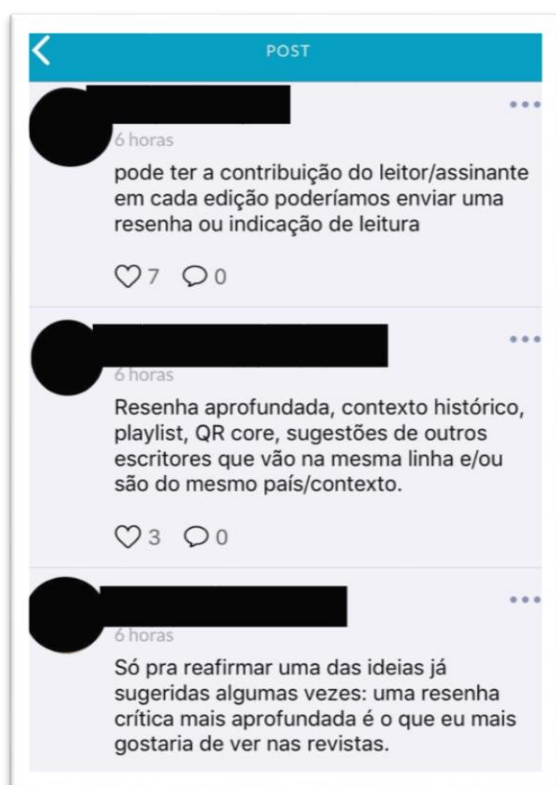 POST
6 horas
pode ter a contribuição do leitor/assinante
em cada edição poderíamos enviar uma
resenha ou indicação de leitura
7 0
6 horas
Resenha aprofundada, contexto histórico,
playlist, QR core, sugestões de outros
escritores que vão na mesma linha e/ou
são do mesmo país/contexto.
3 0
6 horas
Só pra reafirmar uma das ideias já
sugeridas algumas vezes: uma resenha
crítica mais aprofundada é o que eu mais
gostaria de ver nas revistas.